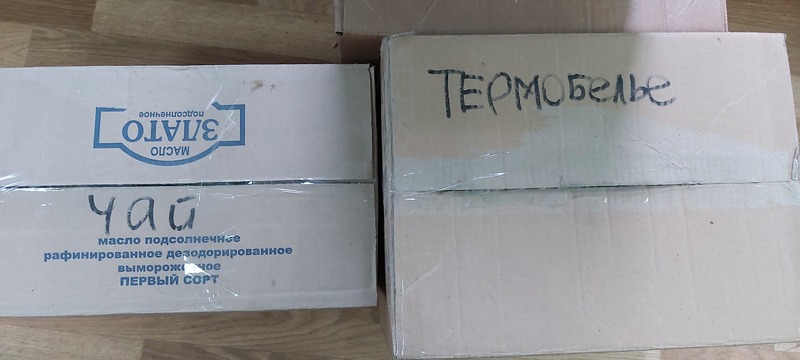 МАСЛО
ЗЛАТО
подсолнечное
Чай
масло подсолнечное
рафинированное дезодорированное
вымороженное
ПЕРВЫЙ СОРТ
ТЕРМОБЕЛЬЕ